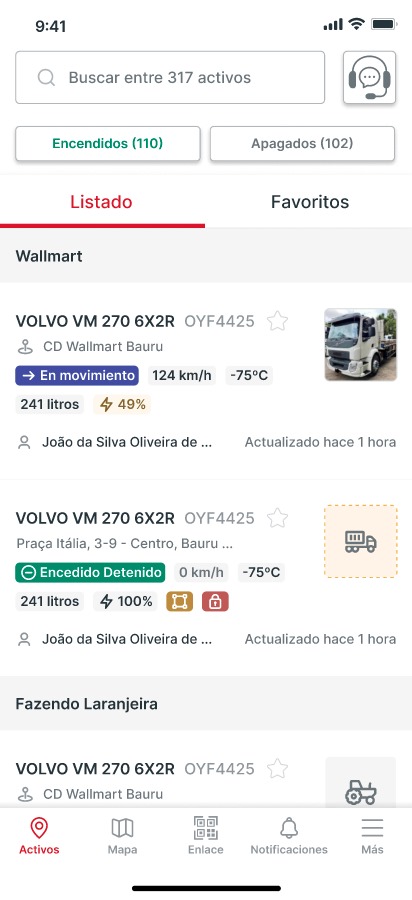 9:41
Buscar entre 317 activos
Encendidos (110) Apagados (102)
Listado Favoritos
Wallmart
VOLVO VM 270 6X2R OYF4425
CD Wallmart Bauru
En movimiento 124 km/h -75ºC
241 litros 49%
João da Silva Oliveira de ... Actualizado hace 1 hora
VOLVO VM 270 6X2R OYF4425
Praça Itália, 3-9 - Centro, Bauru ...
Encedido Detenido 0 km/h -75ºC
241 litros 100%
João da Silva Oliveira de ... Actualizado hace 1 hora
Fazendo Laranjeira
VOLVO VM 270 6X2R OYF4425
CD Wallmart Bauru
Activos Mapa Enlace Notificaciones Más